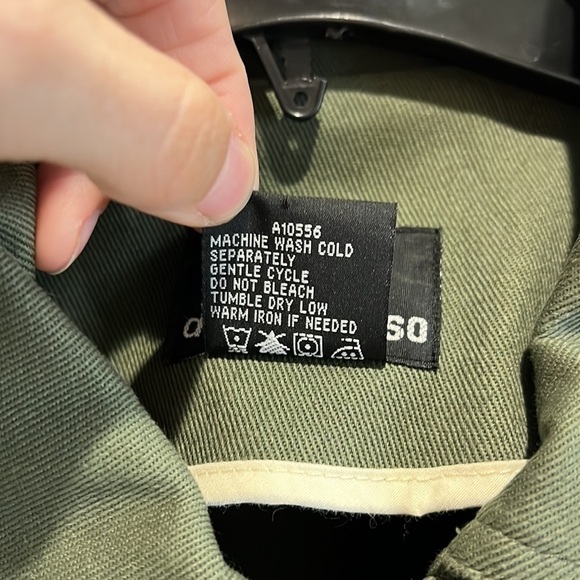 A10556
MACHINE WASH COLD
SEPARATELY
GENTLE CYCLE
DO NOT BLEACH
TUMBLE DRY LOW
WARM IRON IF NEEDED